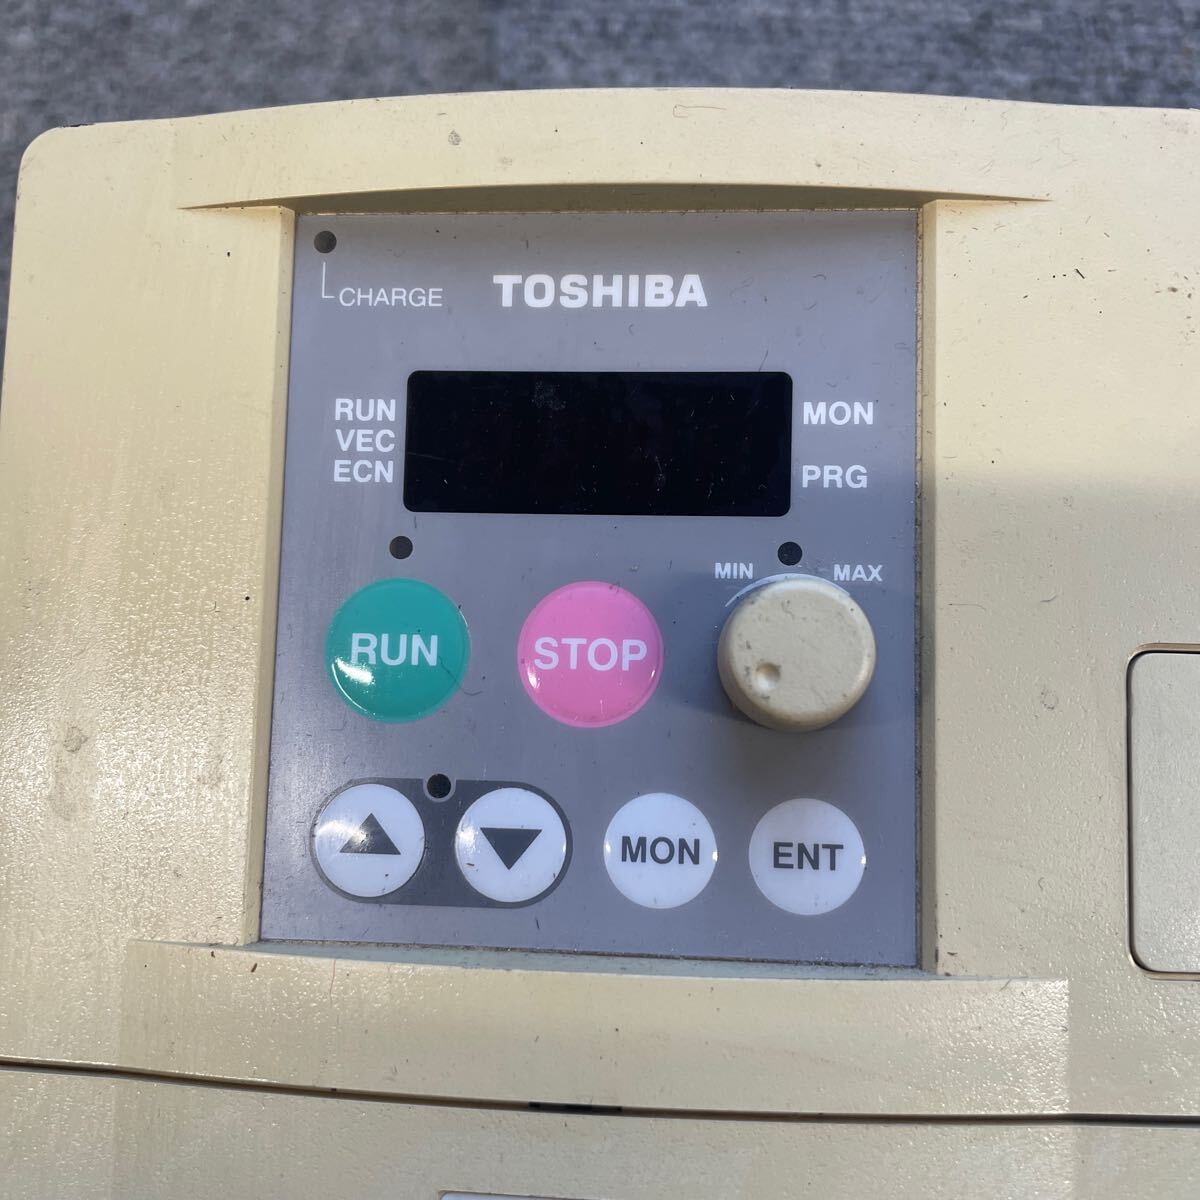 CHARGE
TOSHIBA
RUN
VEC
ECN
MON
PRG
MIN
MAX
RUN
STOP
MON
ENT